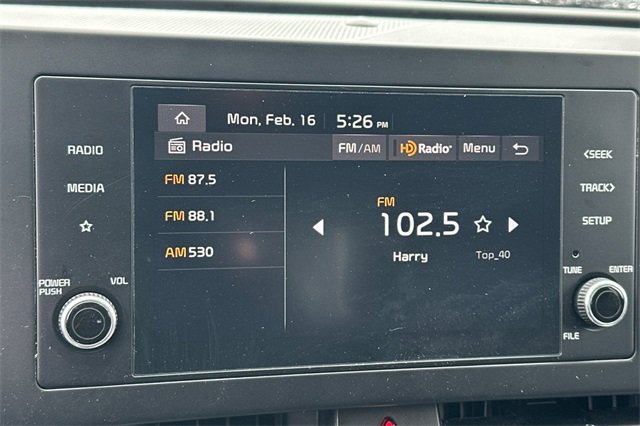 Mon, Feb. 16 5:26 PM
Radio FM/AM HD Radio Menu
RADIO
MEDIA
FM 87.5
FM 88.1
AM 530
FM
102.5
Harry Top_40
<SEEK
TRACK>
SETUP
POWER PUSH VOL
TUNE ENTER
FILE